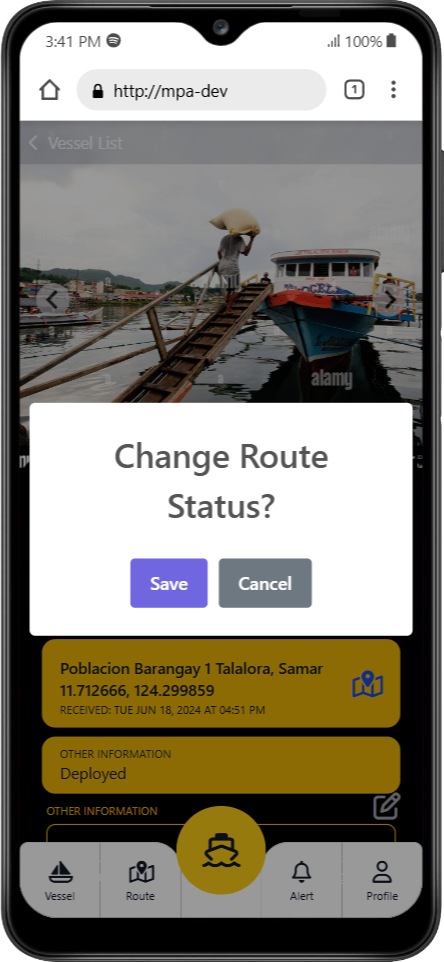 3:41 PM
100%
http://mpa-dev
1
Vessel List
alamy
Change Route
Status?
Save
Cancel
Poblacion Barangay 1 Talalora, Samar
11.712666, 124.299859
RECEIVED: TUE JUN 18, 2024 AT 04:51 PM
OTHER INFORMATION
Deployed
OTHER INFORMATION
Vessel
Route
Alert
Profile